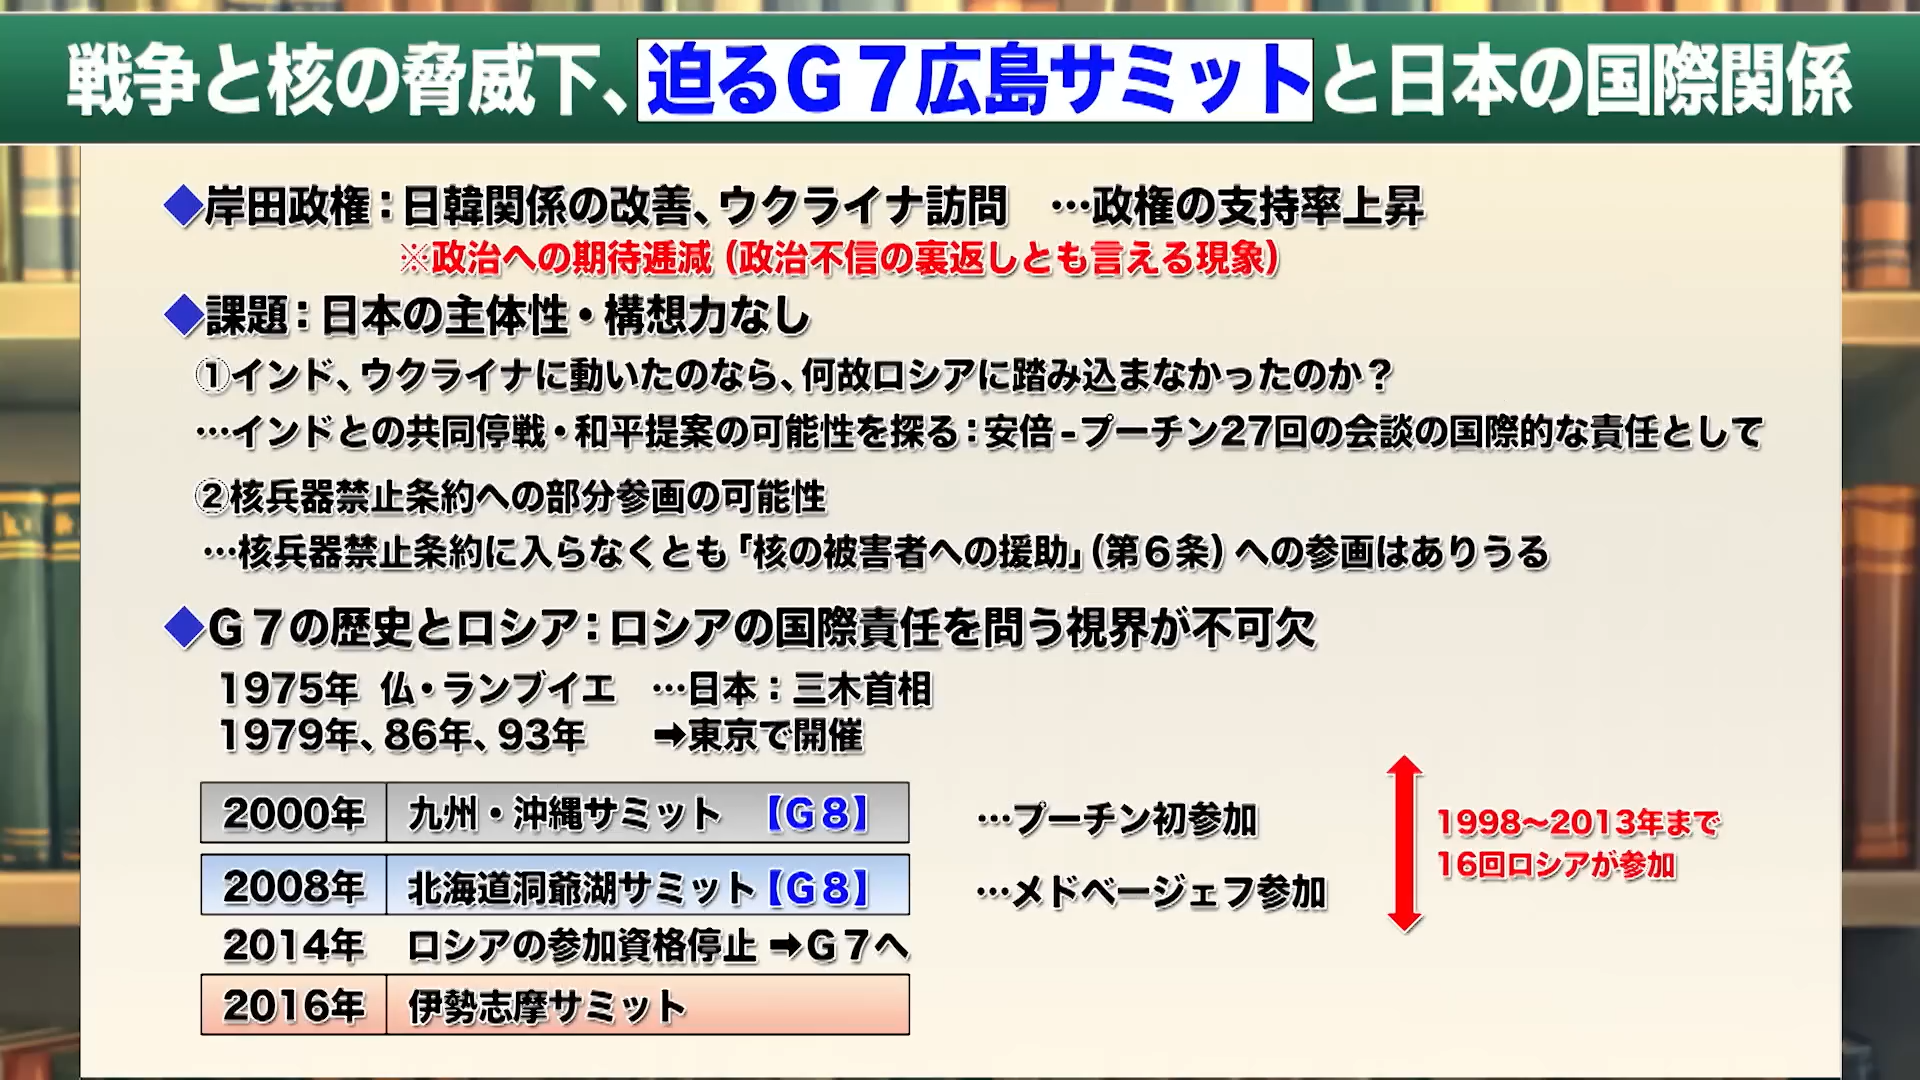 戦争と核の脅威下、迫るＧ７広島サミットと日本の国際関係
◆岸田政権：日韓関係の改善、ウクライナ訪問　…政権の支持率上昇
※政治への期待逓減（政治不信の裏返しとも言える現象）
◆課題：日本の主体性・構想力なし
①インド、ウクライナに動いたのなら、何故ロシアに踏み込まなかったのか？
…インドとの共同停戦・和平提案の可能性を探る：安倍-プーチン27回の会談の国際的な責任として
②核兵器禁止条約への部分参画の可能性
…核兵器禁止条約に入らなくとも「核の被害者への援助」（第６条）への参画はありうる
◆Ｇ７の歴史とロシア：ロシアの国際責任を問う視界が不可欠
1975年 仏・ランブイエ　…日本：三木首相
1979年、86年、93年　➡東京で開催
2000年 九州・沖縄サミット 【Ｇ８】 …プーチン初参加
2008年 北海道洞爺湖サミット【Ｇ８】 …メドベージェフ参加
1998～2013年まで
16回ロシアが参加
2014年 ロシアの参加資格停止 ➡Ｇ７へ
2016年 伊勢志摩サミット